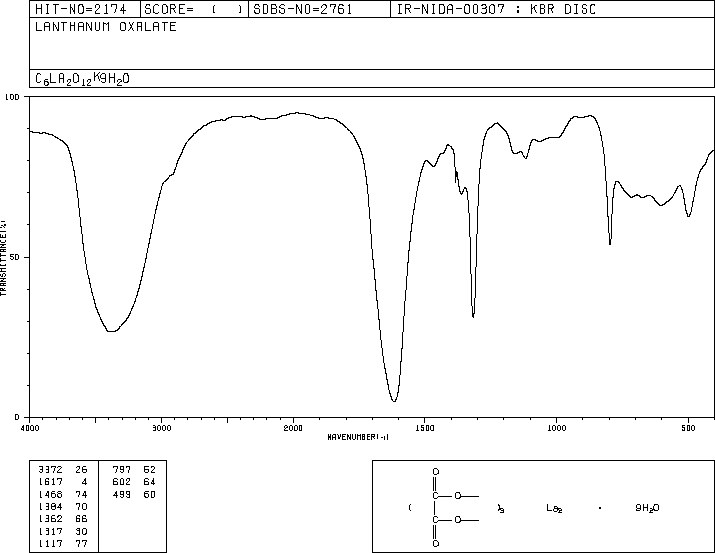 HIT-NO=2174 SCORE= ( ) SDBS-NO=2761 IR-NIDA-00307 : KBR DISC
LANTHANUM OXALATE
C6LA2O12*9H2O
100
50
0
TRANSMITTANCE(%)
4000 3000 2000 1500 1000 500
WAVENUMBER(-1)
3372 26 797 52
1617 4 602 64
1468 74 499 60
1384 70
1362 66
1317 30
1117 77
O
( C O )3 La2 · 9H2O
C O
O